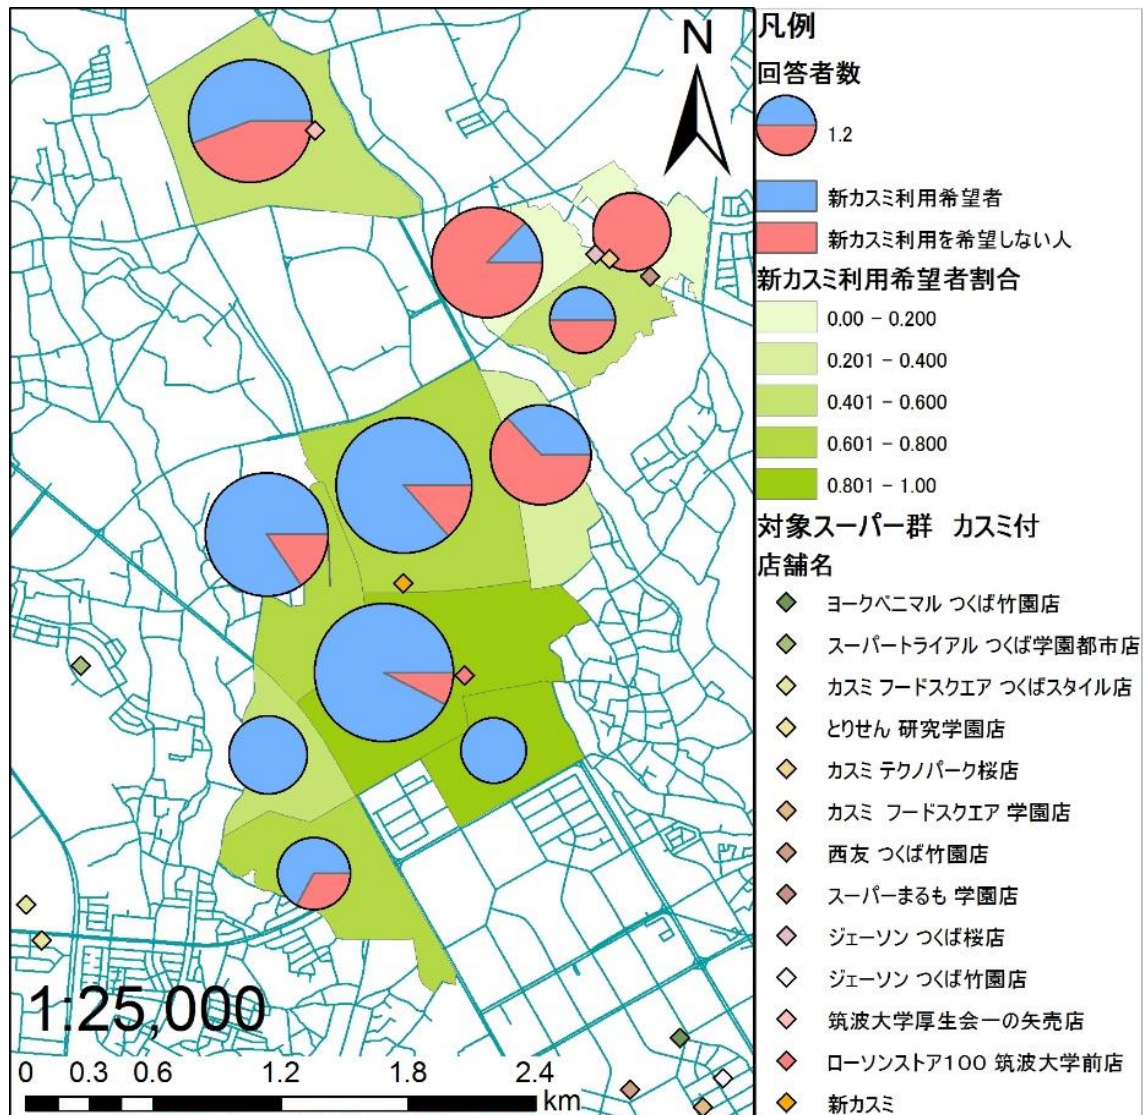 N
1:25,000
0 0.3 0.6 1.2 1.8 2.4
km
凡例
回答者数
1.2
新カスミ利用希望者
新カスミ利用を希望しない人
新カスミ利用希望者割合
0.00 - 0.200
0.201 - 0.400
0.401 - 0.600
0.601 - 0.800
0.801 - 1.00
対象スーパー群 カスミ付
店舗名
ヨークベニマル つくば竹園店
スーパートライアル つくば学園都市店
カスミ フードスクエア つくばスタイル店
とりせん 研究学園店
カスミ テクノパーク桜店
カスミ フードスクエア 学園店
西友 つくば竹園店
スーパーまるも 学園店
ジェーソン つくば桜店
ジェーソン つくば竹園店
筑波大学厚生会一の矢売店
ローソンストア100 筑波大学前店
新カスミ